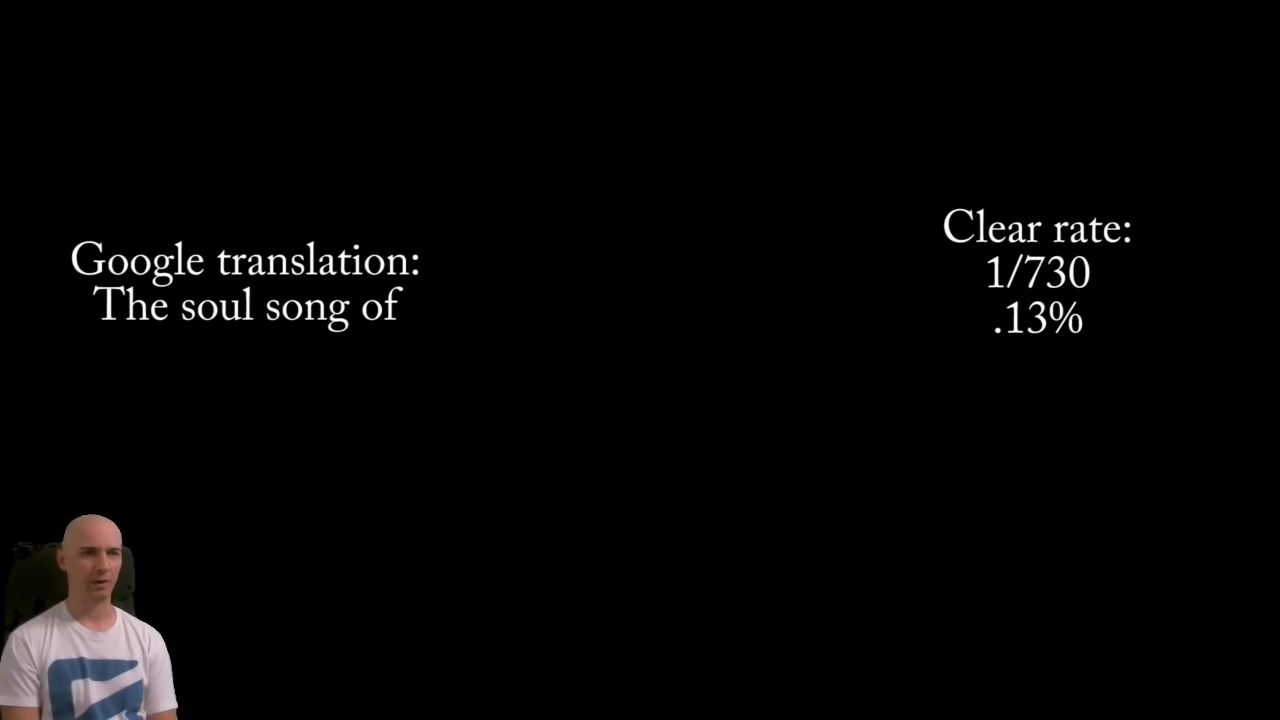 Google translation:
The soul song of
Clear rate:
1/730
.13%